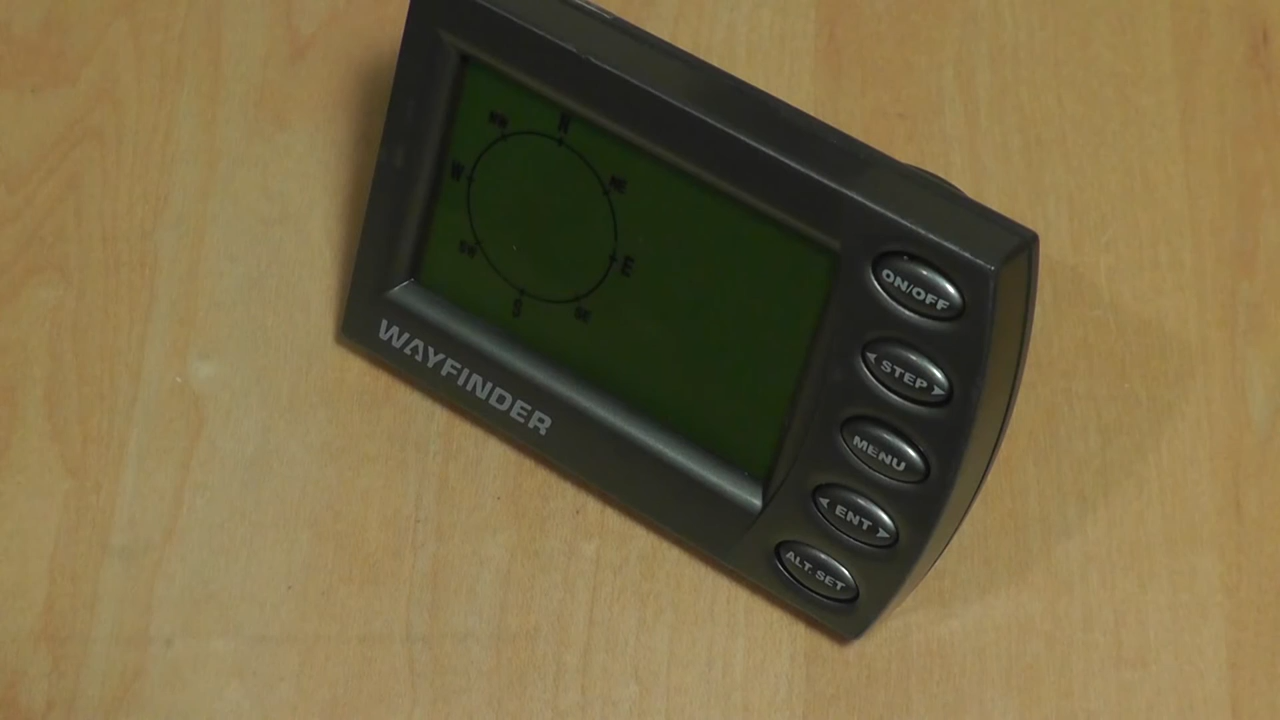 N
NW
NE
W
E
SW
S
SE
WAYFINDER
ON/OFF
STEP
MENU
ENT
ALT. SET